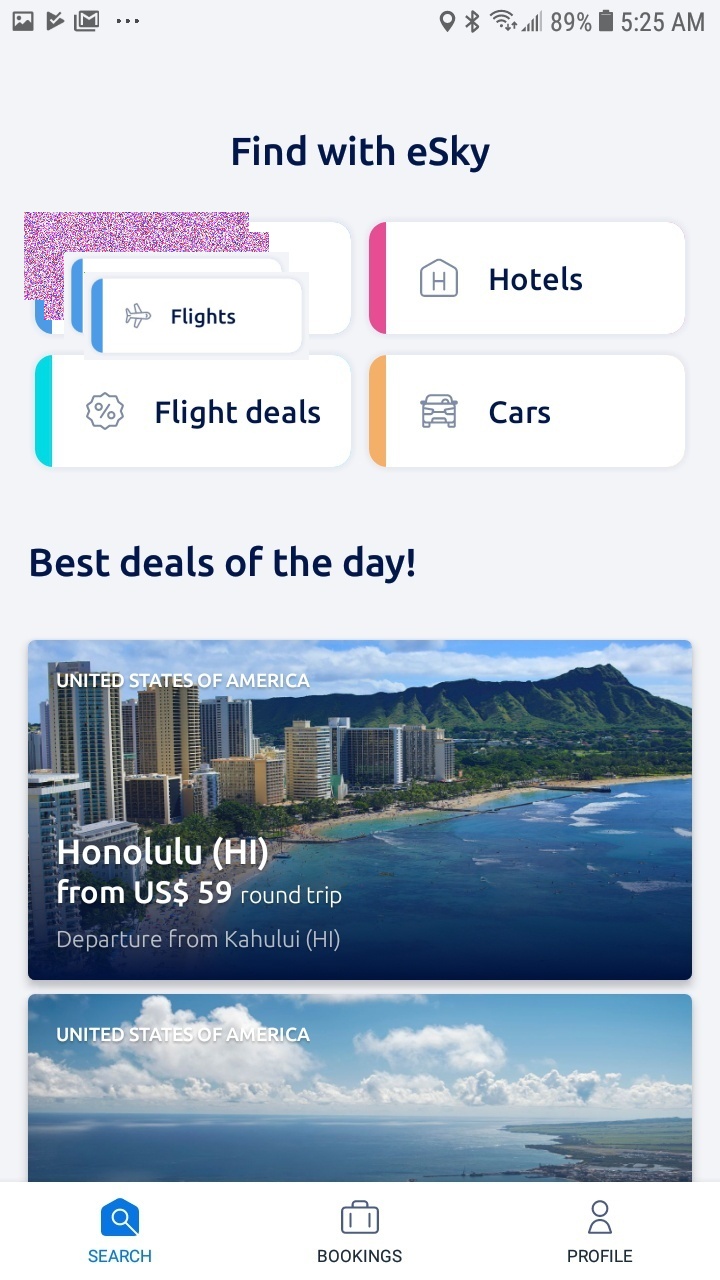 89% 5:25 AM
Find with eSky
Flights
Hotels
Flight deals
Cars
Best deals of the day!
UNITED STATES OF AMERICA
Honolulu (HI)
from US$ 59 round trip
Departure from Kahului (HI)
UNITED STATES OF AMERICA
SEARCH
BOOKINGS
PROFILE